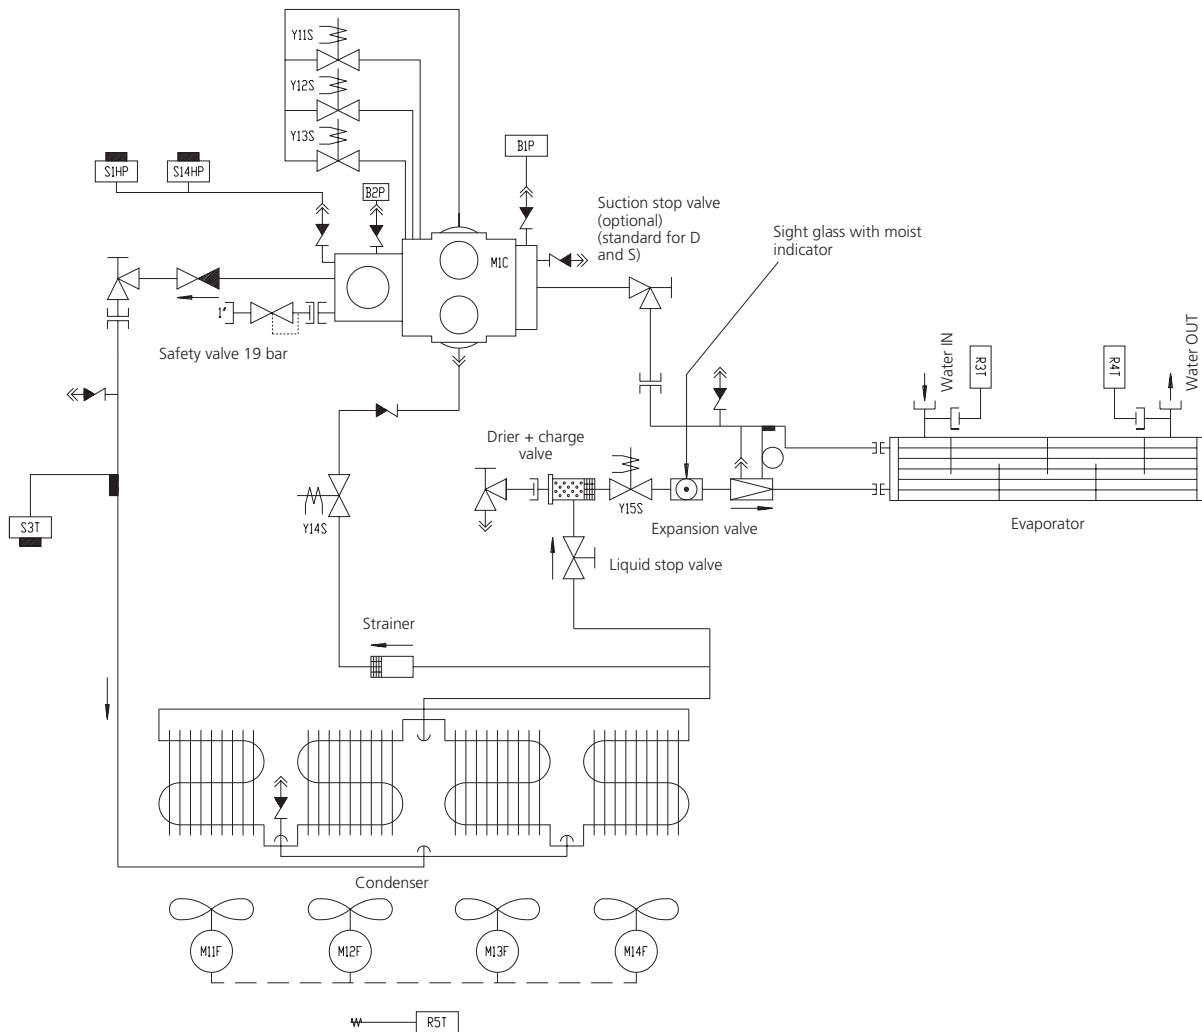 Y11S
Y12S
Y13S
B1P
S1HP
S14HP
B2P
Suction stop valve
(optional)
(standard for D
and S)
Sight glass with moist
indicator
M1C
1"
Safety valve 19 bar
Water IN
R3T
R4T
Water OUT
Drier + charge
valve
Y14S
Y15S
Expansion valve
Evaporator
S3T
Liquid stop valve
Strainer
Condenser
M11F
M12F
M13F
M14F
R5T